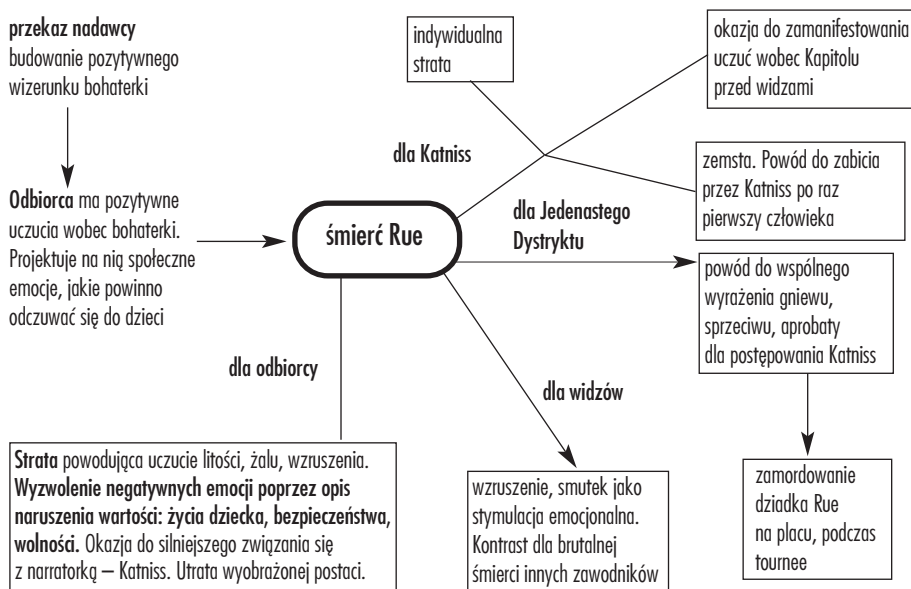 przekaz nadawcy
budowanie pozytywnego
wizerunku bohaterki
Odbiorca ma pozytywne
uczucia wobec bohaterki.
Projektuje na nią społeczne
emocje, jakie powinno
odczuwać się do dzieci
indywidualna
strata
okazja do zamanifestowania
uczuć wobec Kapitolu
przed widzami
dla Katniss
zemsta. Powód do zabicia
przez Katniss po raz
pierwszy człowieka
śmierć Rue
dla Jedenastego
Dystryktu
powód do wspólnego
wyrażenia gniewu,
sprzeciwu, aprobaty
dla postępowania Katniss
dla odbiorcy
dla widzów
Strata powodująca uczucie litości, żalu, wzruszenia.
Wyzwolenie negatywnych emocji poprzez opis
naruszenia wartości: życia dziecka, bezpieczeństwa,
wolności. Okazja do silniejszego związania się
z narratorką – Katniss. Utrata wyobrażonej postaci.
wzruszenie, smutek jako
stymulacja emocjonalna.
Kontrast dla brutalnej
śmierci innych zawodników
zamordowanie
dziadka Rue
na placu, podczas
tournee